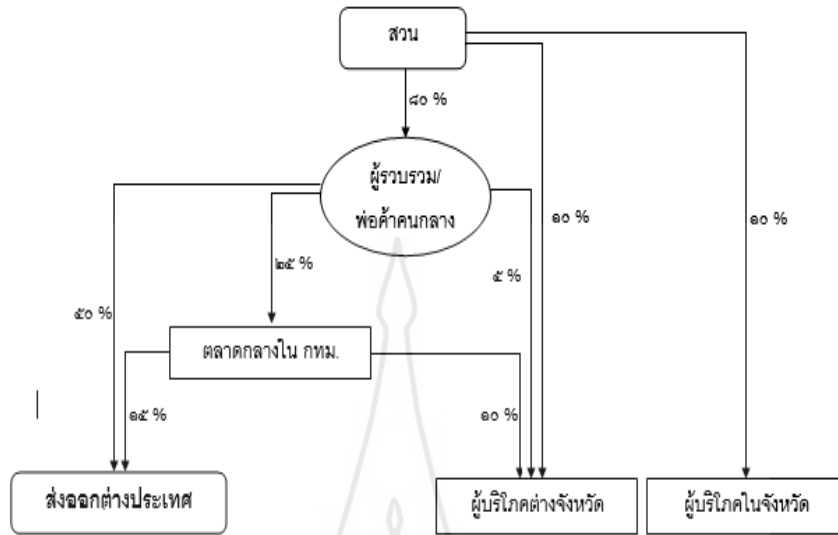 สวน
๘๐ %
ผู้รวบรวม/
พ่อค้าคนกลาง
๑๐ %
๑๐ %
๒๕ %
๕ %
๕๐ %
ตลาดกลางใน กทม.
๑๕ %
๑๐ %
ส่งออกต่างประเทศ
ผู้บริโภคต่างจังหวัด
ผู้บริโภคในจังหวัด